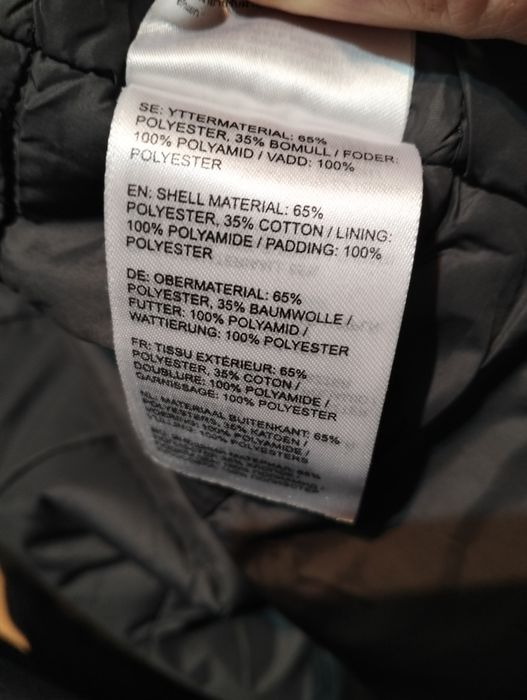 SE: YTTERMATERIAL: 65%
POLYESTER, 35% BOMULL / FODER:
100% POLYAMID / VADD: 100%
POLYESTER
EN: SHELL MATERIAL: 65%
POLYESTER, 35% COTTON / LINING:
100% POLYAMIDE / PADDING: 100%
POLYESTER
DE: OBERMATERIAL: 65%
POLYESTER, 35% BAUMWOLLE /
FUTTER: 100% POLYAMID /
WATTIERUNG: 100% POLYESTER
FR: TISSU EXTÉRIEUR: 65%
POLYESTER, 35% COTON /
DOUBLURE: 100% POLYAMIDE /
GARNISSAGE: 100% POLYESTER
NL: MATERIAAL BUITENKANT: 65%
POLYESTERS, 35% KATOEN /
VOERING: 100% POLYAMIDE /
100% POLYESTERS